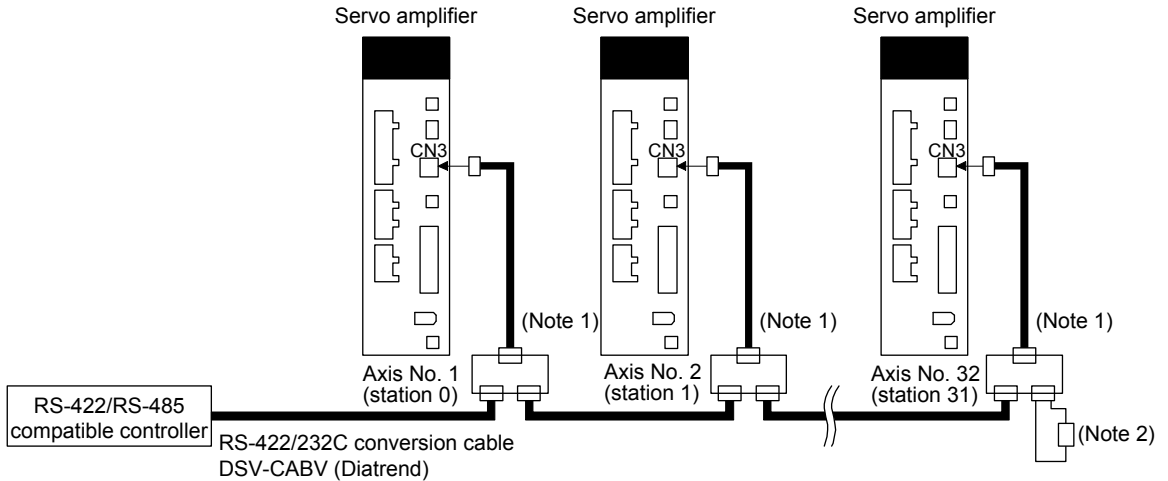 Servo amplifier
Servo amplifier
Servo amplifier
CN3
CN3
CN3
(Note 1)
(Note 1)
(Note 1)
Axis No. 1
(station 0)
Axis No. 2
(station 1)
Axis No. 32
(station 31)
RS-422/RS-485
compatible controller
(Note 2)
RS-422/232C conversion cable
DSV-CABV (Diatrend)